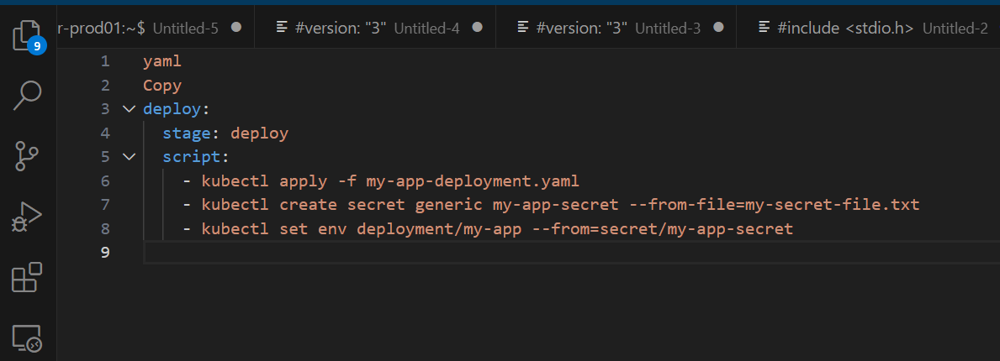 r-prod01:~$ Untitled-5
#version: "3" Untitled-4
#version: "3" Untitled-3
#include <stdio.h> Untitled-2
9
1 yaml
2 Copy
3 deploy:
4 stage: deploy
5 script:
6 - kubectl apply -f my-app-deployment.yaml
7 - kubectl create secret generic my-app-secret --from-file=my-secret-file.txt
8 - kubectl set env deployment/my-app --from=secret/my-app-secret
9